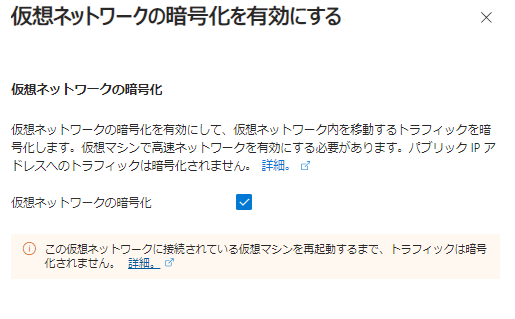 仮想ネットワークの暗号化を有効にする
仮想ネットワークの暗号化
仮想ネットワークの暗号化を有効にして、仮想ネットワーク内を移動するトラフィックを暗
号化します。仮想マシンで高速ネットワークを有効にする必要があります。パブリック IP ア
ドレスへのトラフィックは暗号化されません。 詳細。
仮想ネットワークの暗号化
この仮想ネットワークに接続されている仮想マシンを再起動するまで、トラフィックは暗号
化されません。 詳細。